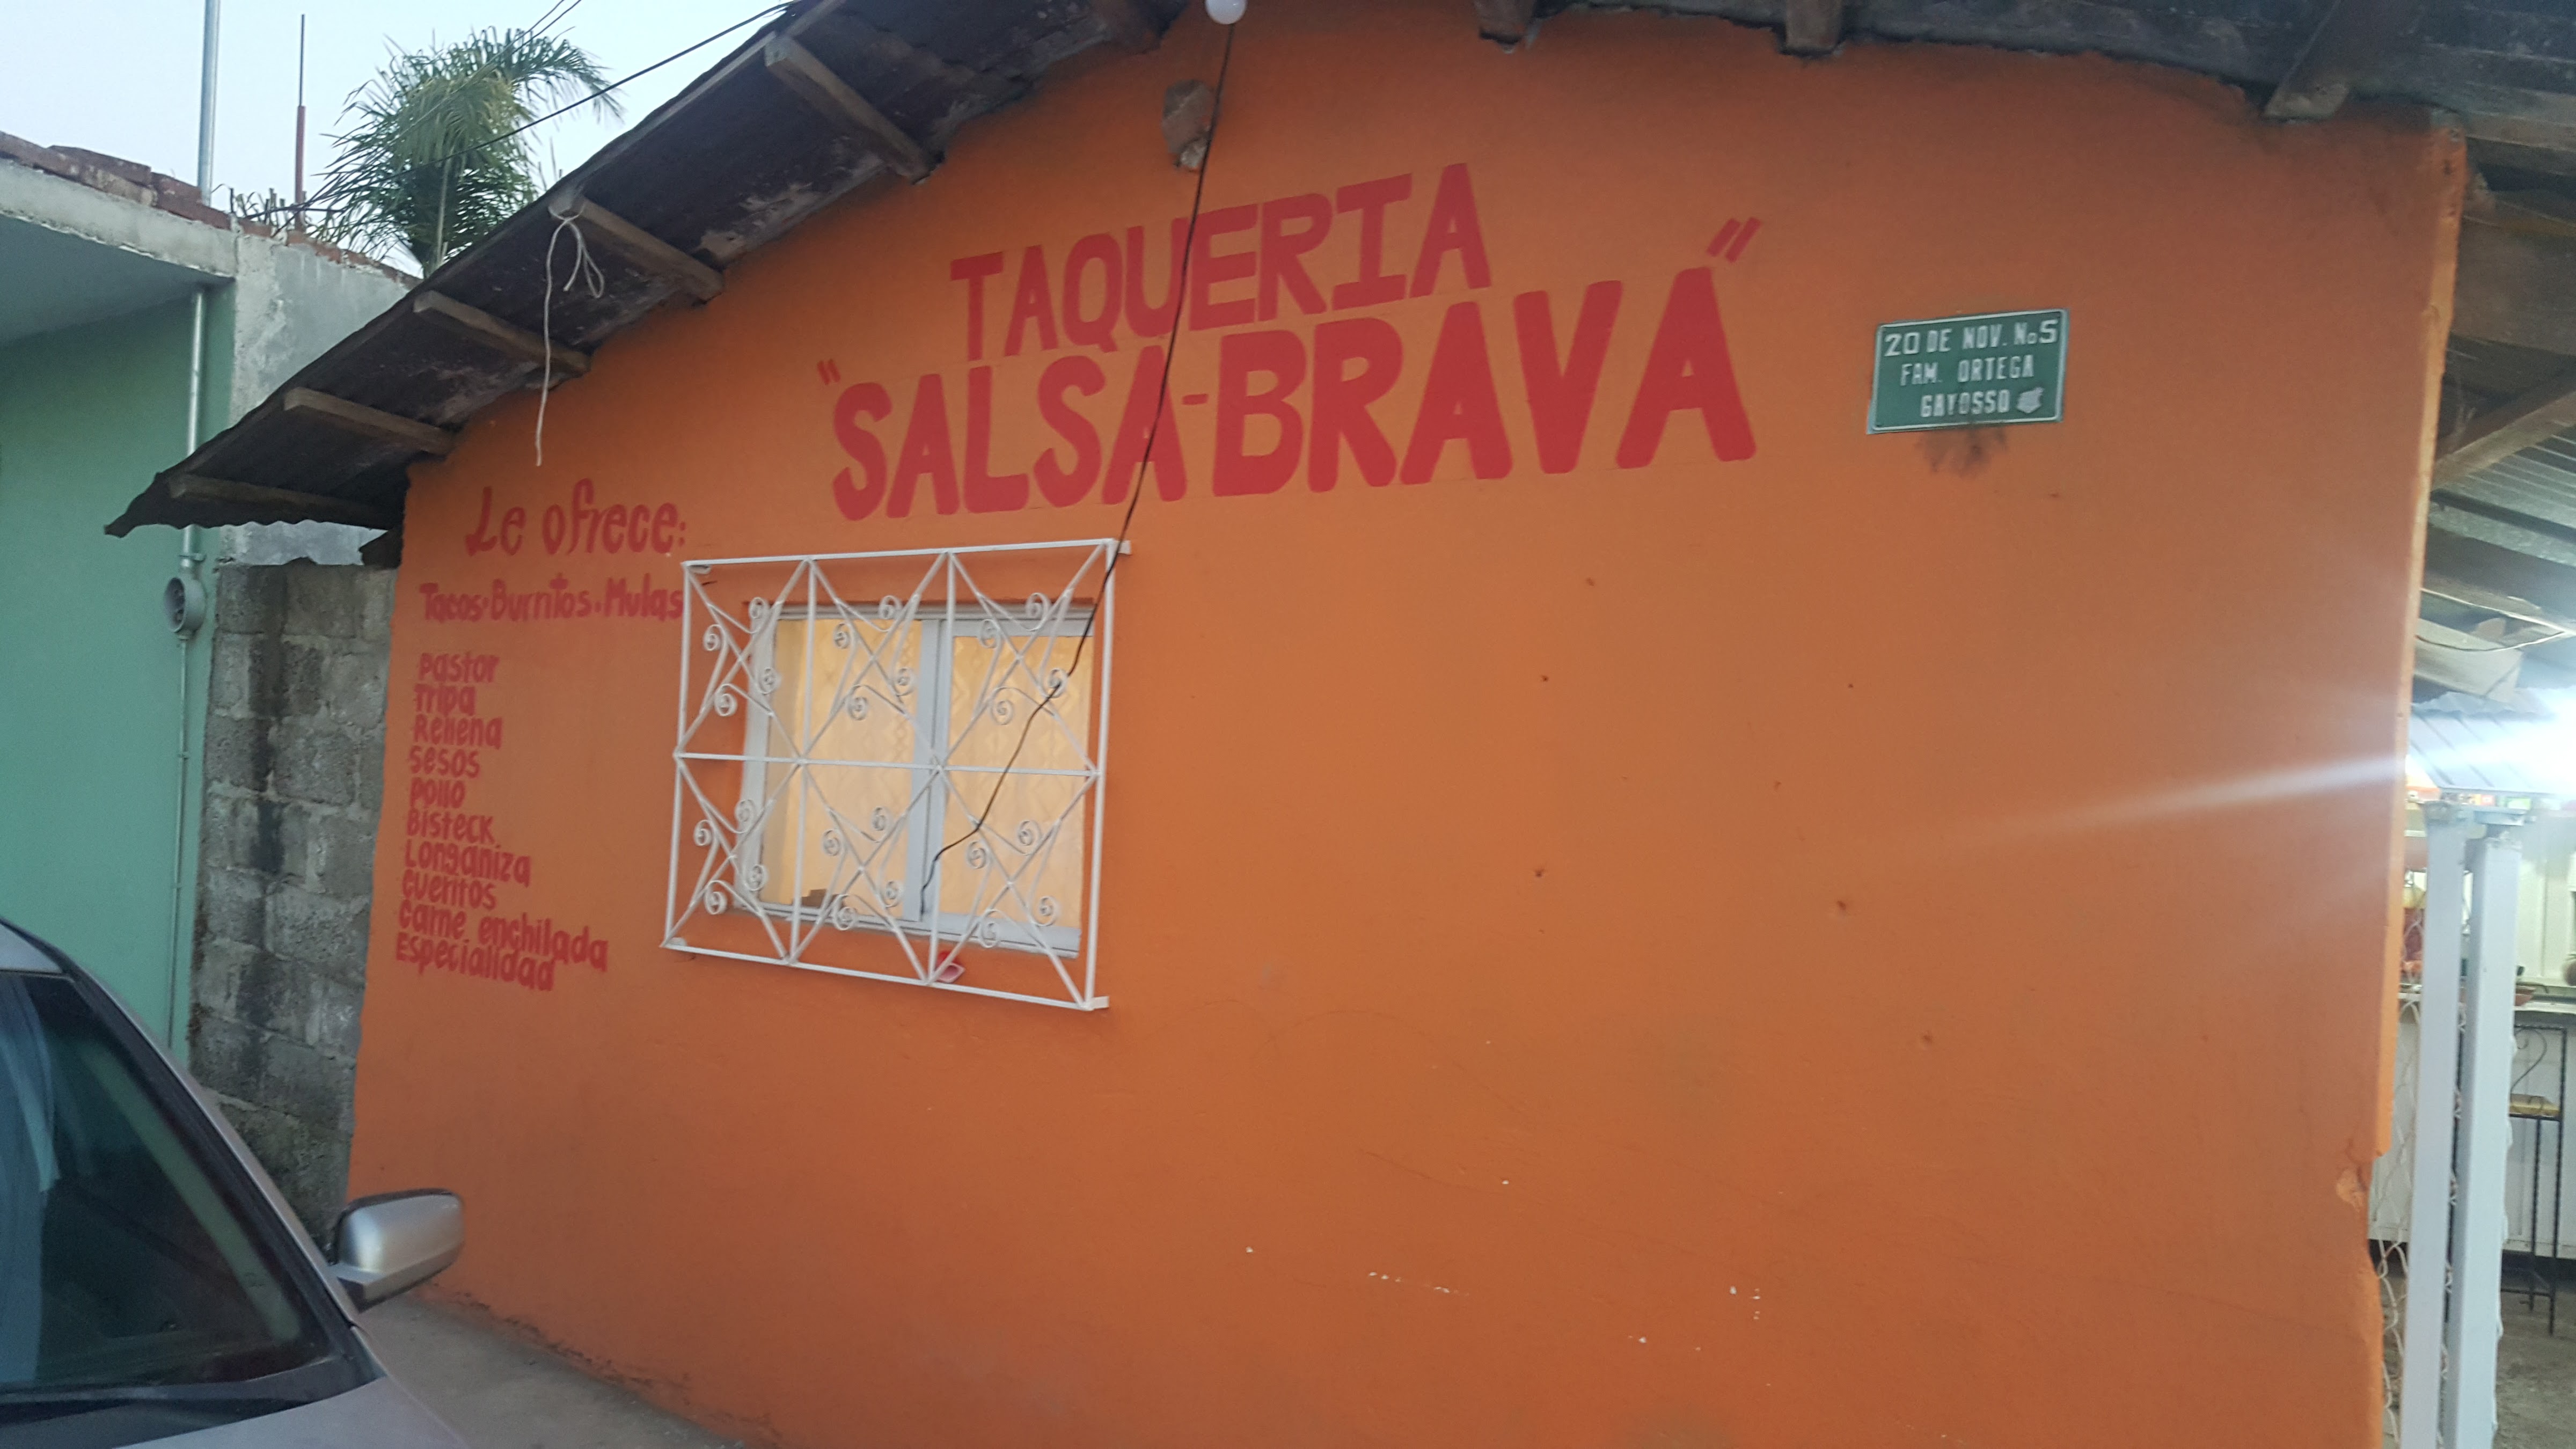 TAQUERIA
"SALSA-BRAVA"
20 DE NOV. No5
FAM. ORTEGA
GAYOSSO
Le ofrece:
Tacos·Burritos·Mulas
pastor
Tripa
Rellena
Sesos
pollo
Bisteck
Longaniza
Cueritos
Carne enchilada
Especialidad